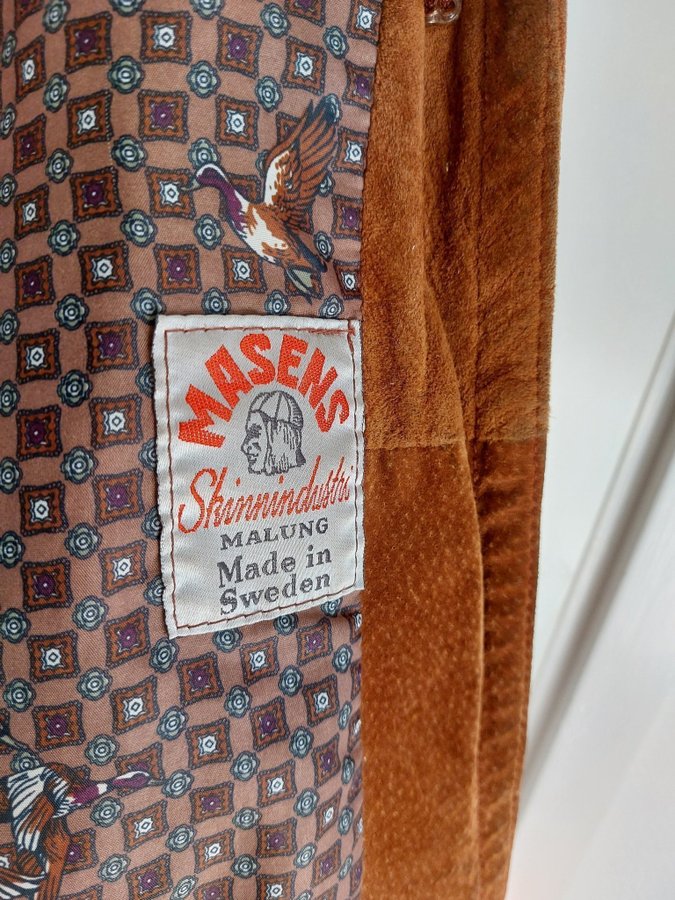 MASENS
Skinnindustri
MALUNG
Made in
Sweden